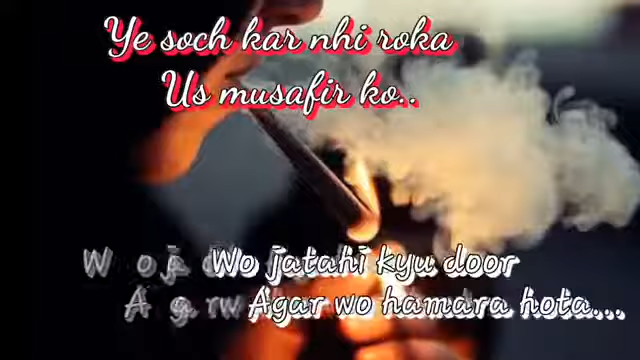 Ye soch kar nhi roka
Us musafir ko..
Wo jatahi kyu door
Agar wo hamara hota...